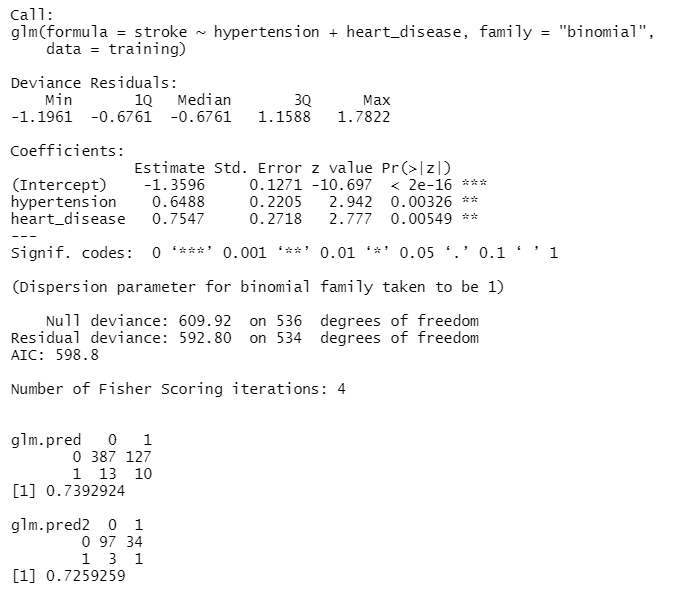 Call:
glm(formula = stroke ~ hypertension + heart_disease, family = "binomial",
    data = training)

Deviance Residuals:
    Min       1Q   Median       3Q      Max
-1.1961  -0.6761  -0.6761   1.1588   1.7822

Coefficients:
              Estimate Std. Error z value Pr(>|z|)
(Intercept)    -1.3596     0.1271 -10.697  < 2e-16 ***
hypertension    0.6488     0.2205   2.942  0.00326 **
heart_disease   0.7547     0.2718   2.777  0.00549 **
---
Signif. codes:  0 ‘***’ 0.001 ‘**’ 0.01 ‘*’ 0.05 ‘.’ 0.1 ‘ ’ 1

(Dispersion parameter for binomial family taken to be 1)

    Null deviance: 609.92  on 536  degrees of freedom
Residual deviance: 592.80  on 534  degrees of freedom
AIC: 598.8

Number of Fisher Scoring iterations: 4

glm.pred   0   1
       0 387 127
       1  13  10
[1] 0.7392924

glm.pred2  0  1
        0 97 34
        1  3  1
[1] 0.7259259